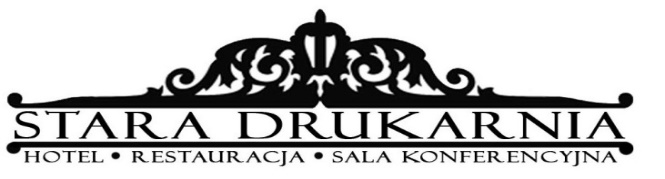 STARA DRUKARNIA
HOTEL • RESTAURACJA • SALA KONFERENCYJNA